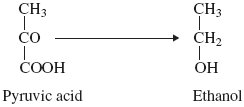 CH₃ CH₃
CO CH₂
COOH OH
Pyruvic acid Ethanol